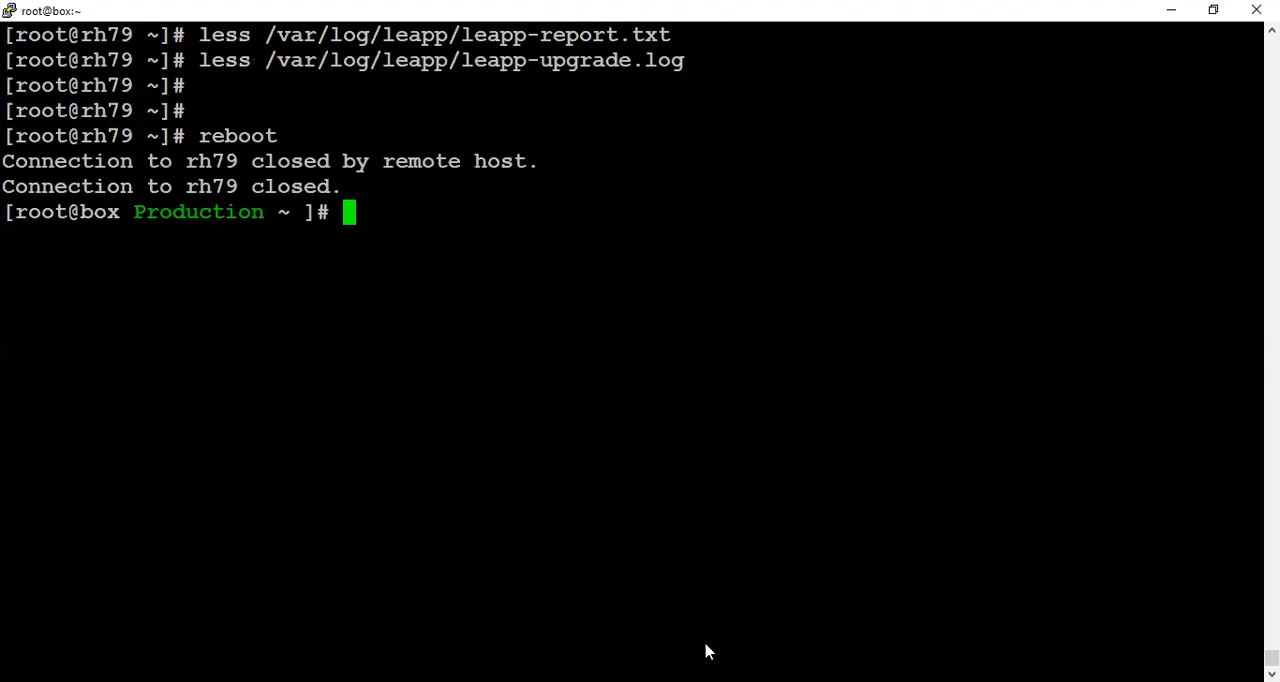 root@box:~
[root@rh79 ~]# less /var/log/leapp/leapp-report.txt
[root@rh79 ~]# less /var/log/leapp/leapp-upgrade.log
[root@rh79 ~]#
[root@rh79 ~]#
[root@rh79 ~]# reboot
Connection to rh79 closed by remote host.
Connection to rh79 closed.
[root@box Production ~ ]#